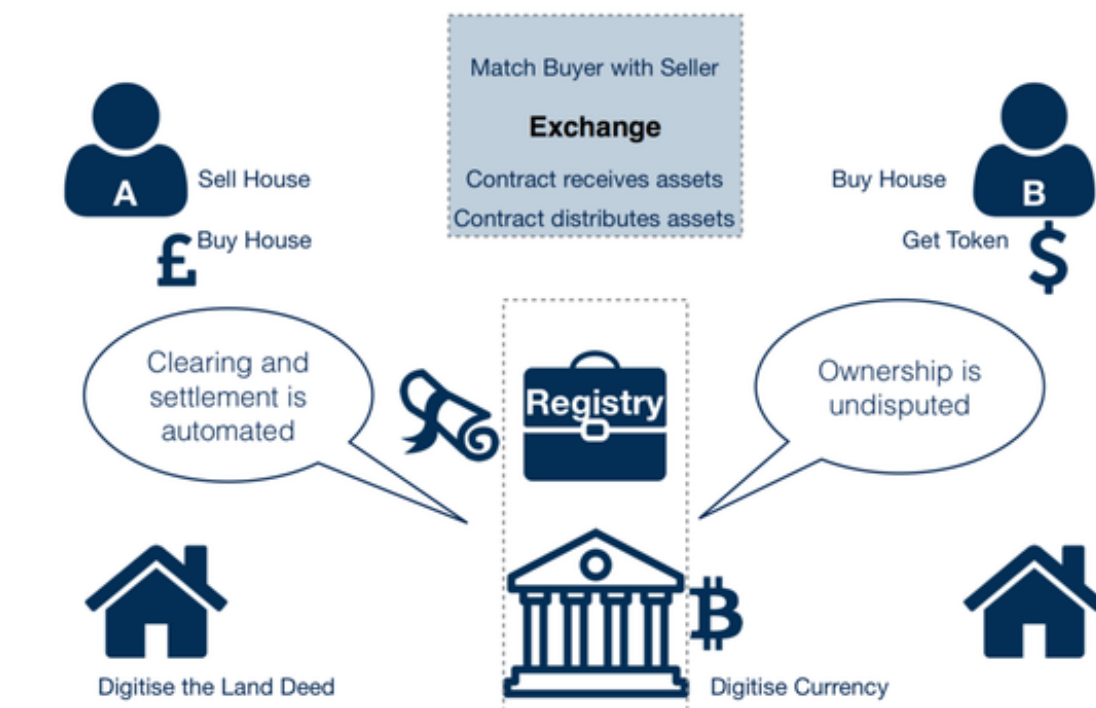 Match Buyer with Seller
Exchange
Contract receives assets
Contract distributes assets
A
Sell House
£
Buy House
Buy House
B
Get Token
$
Clearing and
settlement is
automated
Registry
Ownership is
undisputed
₿
Digitise the Land Deed
Digitise Currency